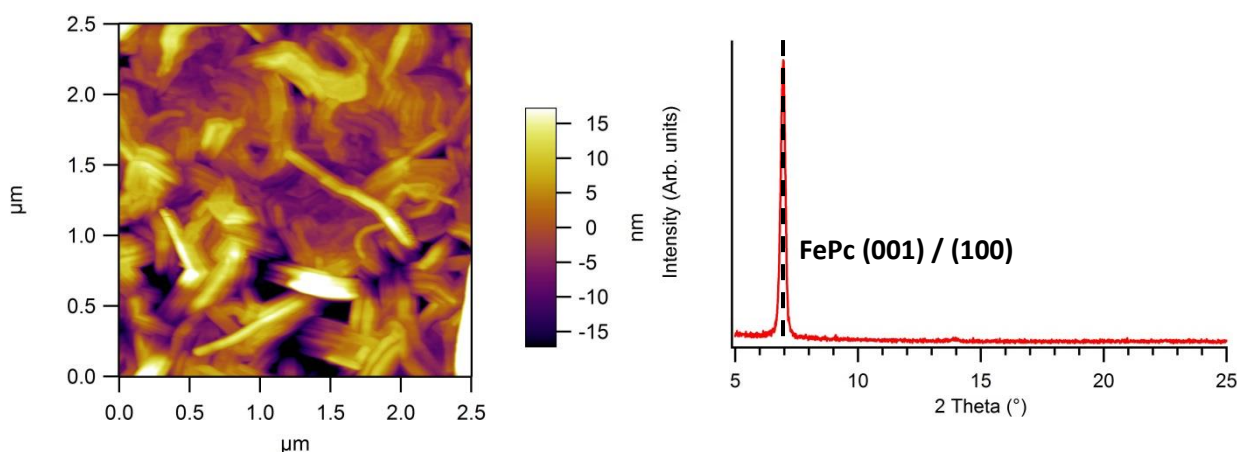 2.5
2.0
1.5
1.0
0.5
0.0
µm
0.0 0.5 1.0 1.5 2.0 2.5
µm
15
10
5
0
-5
-10
-15
nm
Intensity (Arb. units)
FePc (001) / (100)
5 10 15 20 25
2 Theta (°)